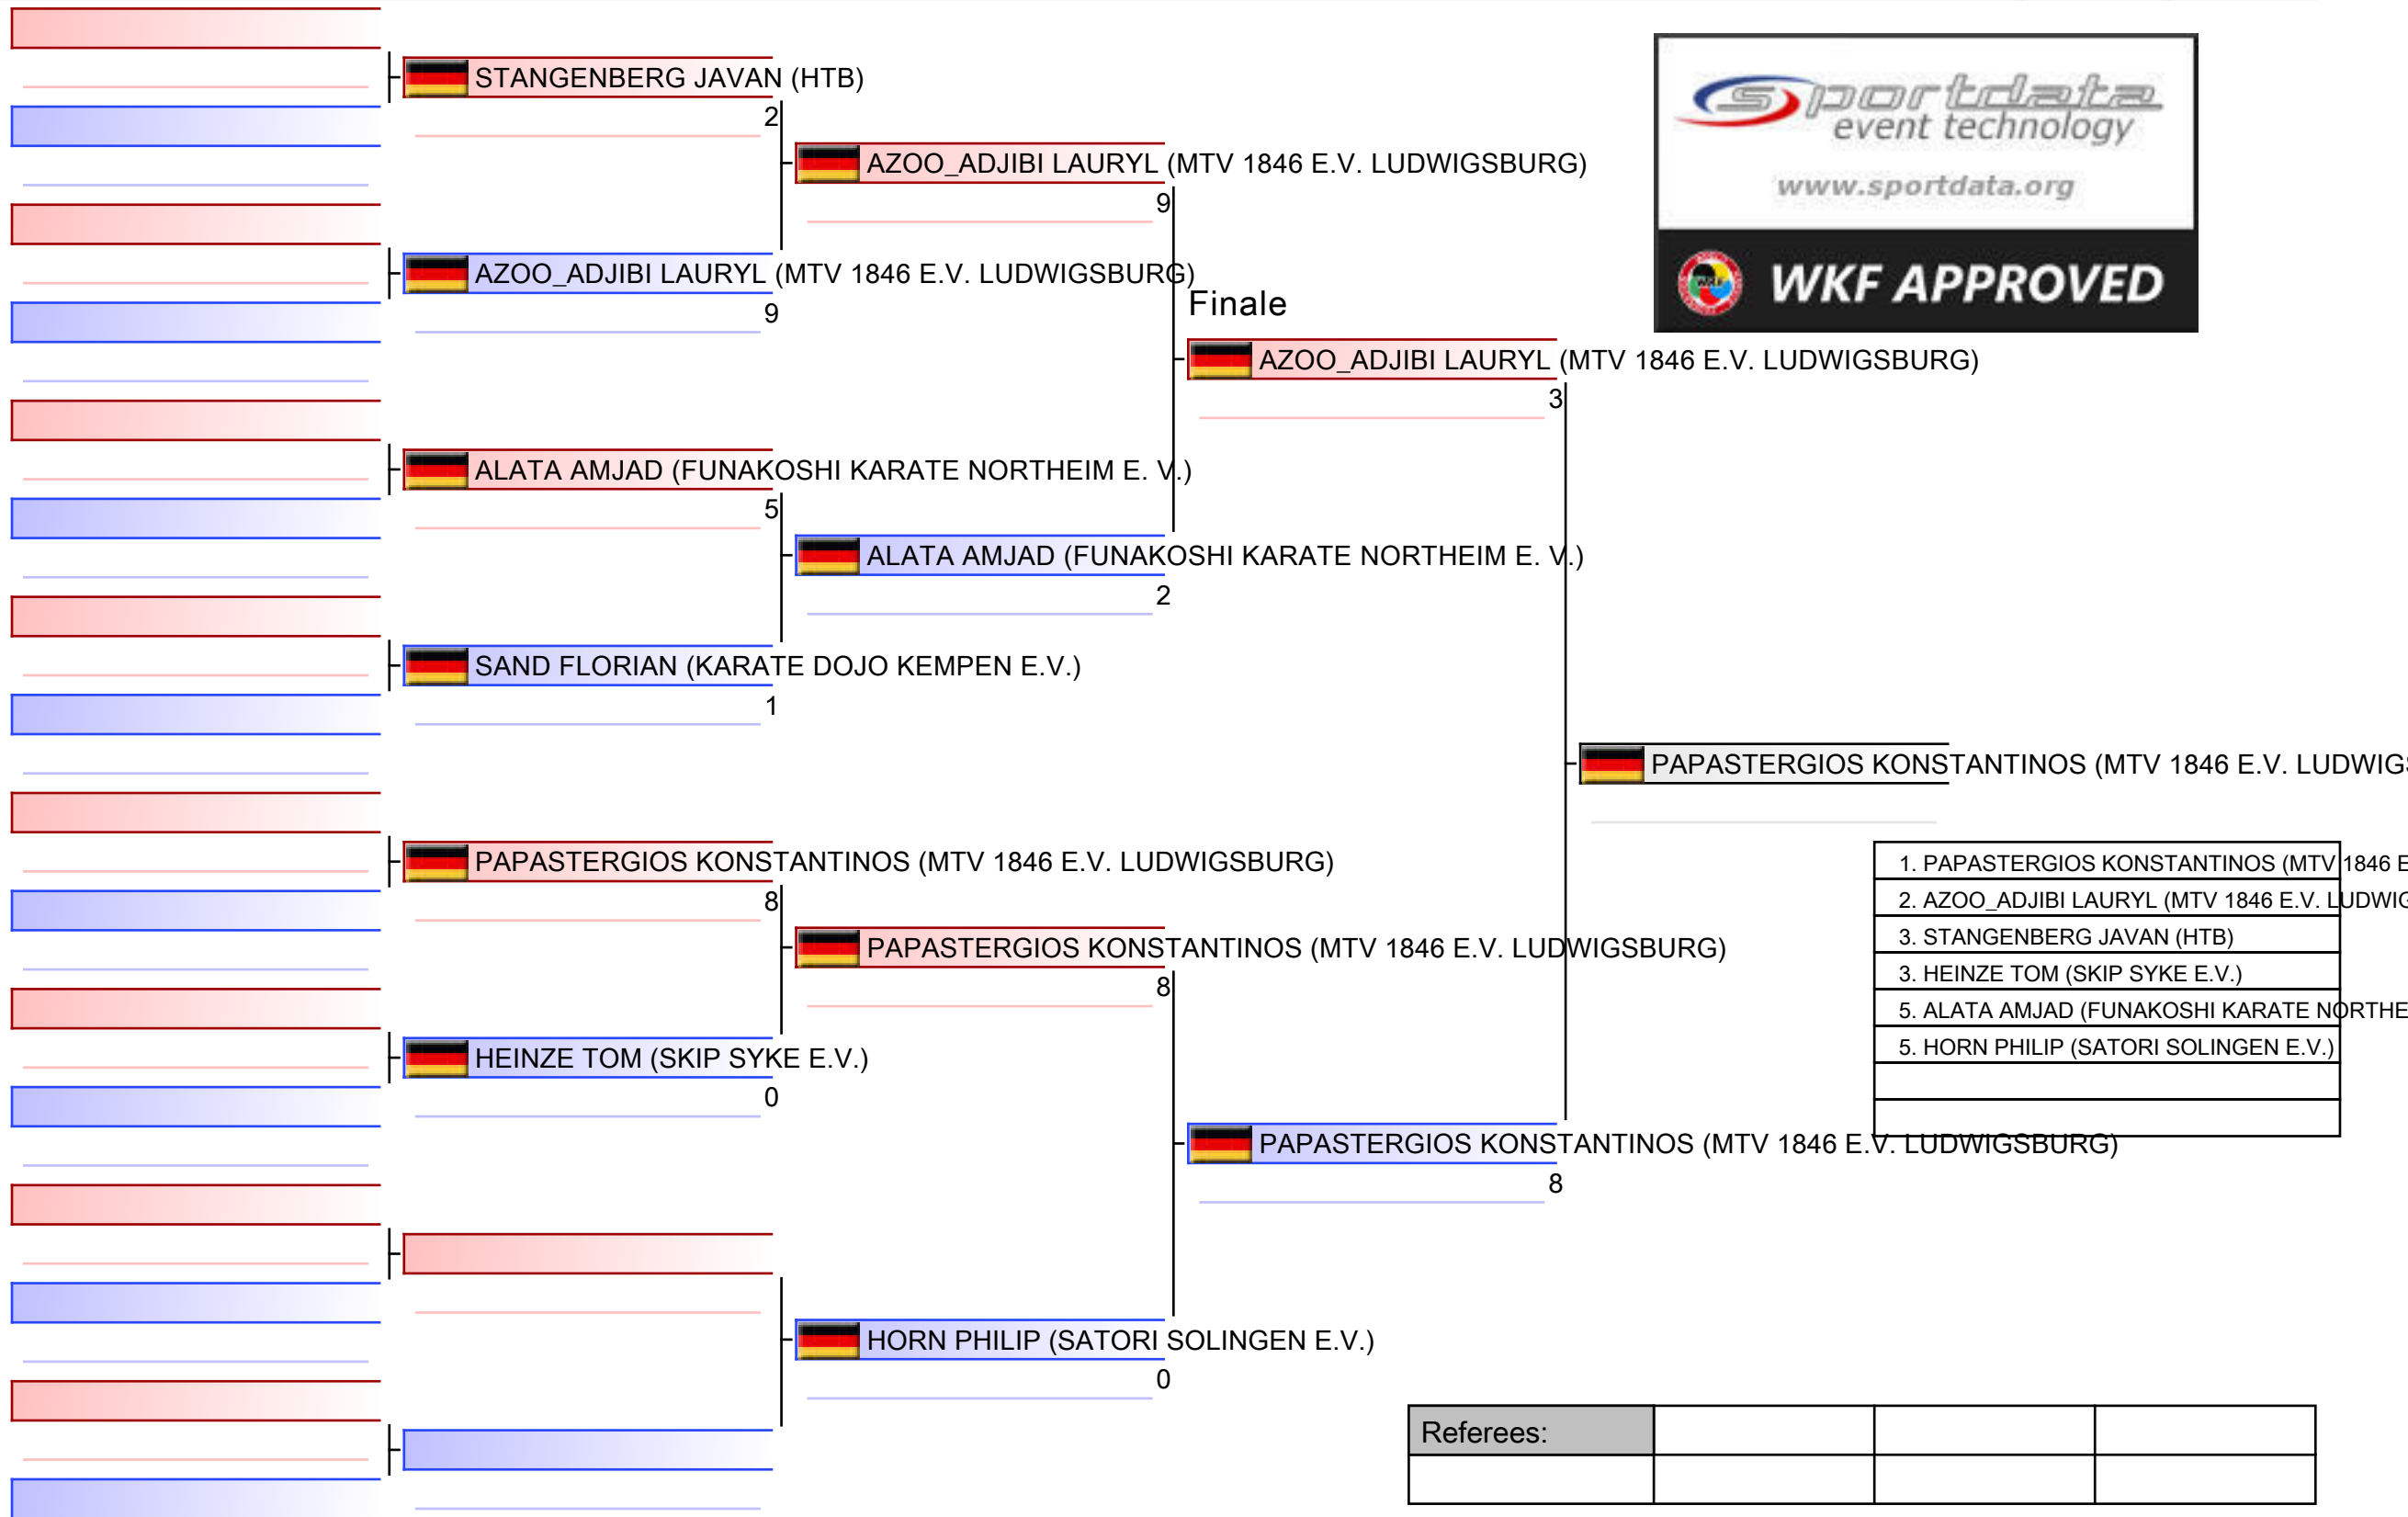 STANGENBERG JAVAN (HTB)
2
AZOO_ADJIBI LAURYL (MTV 1846 E.V. LUDWIGSBURG)
9
AZOO_ADJIBI LAURYL (MTV 1846 E.V. LUDWIGSBURG)
9
Finale
AZOO_ADJIBI LAURYL (MTV 1846 E.V. LUDWIGSBURG)
3
ALATA AMJAD (FUNAKOSHI KARATE NORTHEIM E. V.)
5
ALATA AMJAD (FUNAKOSHI KARATE NORTHEIM E. V.)
2
SAND FLORIAN (KARATE DOJO KEMPEN E.V.)
1
PAPASTERGIOS KONSTANTINOS (MTV 1846 E.V. LUDWIGS
PAPASTERGIOS KONSTANTINOS (MTV 1846 E.V. LUDWIGSBURG)
8
PAPASTERGIOS KONSTANTINOS (MTV 1846 E.V. LUDWIGSBURG)
8
HEINZE TOM (SKIP SYKE E.V.)
0
PAPASTERGIOS KONSTANTINOS (MTV 1846 E.V. LUDWIGSBURG)
8
HORN PHILIP (SATORI SOLINGEN E.V.)
0
sportdata
event technology
www.sportdata.org
WKF APPROVED
1. PAPASTERGIOS KONSTANTINOS (MTV 1846 E
2. AZOO_ADJIBI LAURYL (MTV 1846 E.V. LUDWIG
3. STANGENBERG JAVAN (HTB)
3. HEINZE TOM (SKIP SYKE E.V.)
5. ALATA AMJAD (FUNAKOSHI KARATE NORTHE
5. HORN PHILIP (SATORI SOLINGEN E.V.)
Referees: